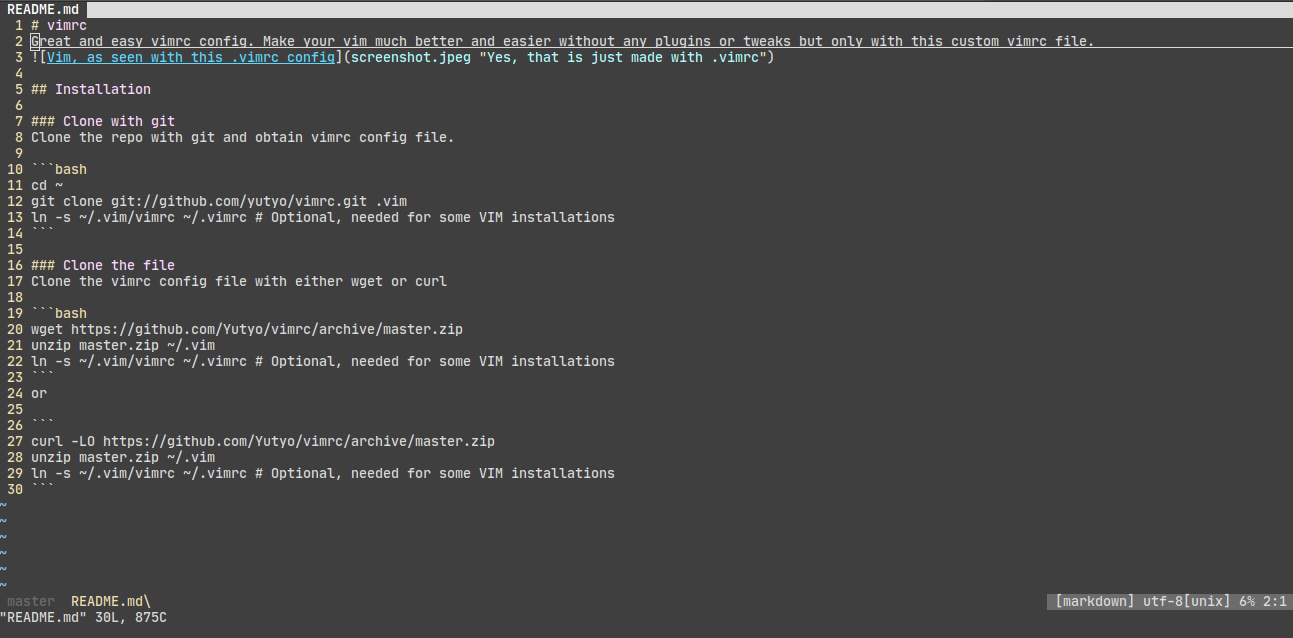 README.md
1 # vimrc
2 Great and easy vimrc config. Make your vim much better and easier without any plugins or tweaks but only with this custom vimrc file.
3 ![Vim, as seen with this .vimrc config](screenshot.jpeg "Yes, that is just made with .vimrc")
4
5 ## Installation
6
7 ### Clone with git
8 Clone the repo with git and obtain vimrc config file.
9
10 ```bash
11 cd ~
12 git clone git://github.com/yutyo/vimrc.git .vim
13 ln -s ~/.vim/vimrc ~/.vimrc # Optional, needed for some VIM installations
14 ```
15
16 ### Clone the file
17 Clone the vimrc config file with either wget or curl
18
19 ```bash
20 wget https://github.com/Yutyo/vimrc/archive/master.zip
21 unzip master.zip ~/.vim
22 ln -s ~/.vim/vimrc ~/.vimrc # Optional, needed for some VIM installations
23 ```
24 or
25
26 ```
27 curl -LO https://github.com/Yutyo/vimrc/archive/master.zip
28 unzip master.zip ~/.vim
29 ln -s ~/.vim/vimrc ~/.vimrc # Optional, needed for some VIM installations
30 ```
~
~
~
~
~
~
master README.md\ [markdown] utf-8[unix] 6% 2:1
"README.md" 30L, 875C